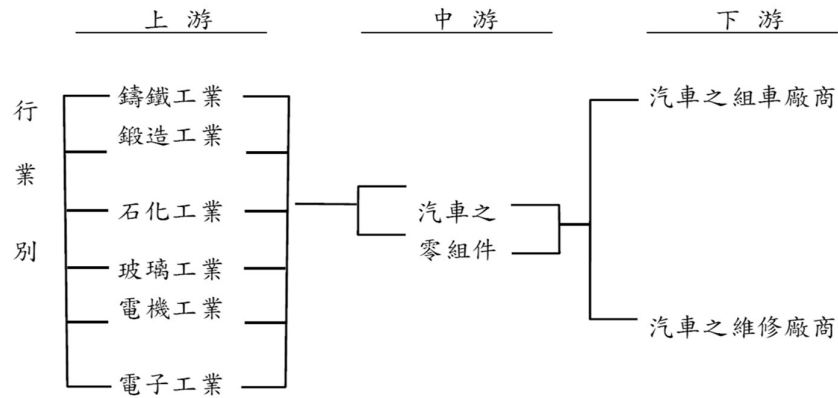 上游
中游
下游
行業別
鑄鐵工業
鍛造工業
石化工業
玻璃工業
電機工業
電子工業
汽車之
零組件
汽車之組車廠商
汽車之維修廠商